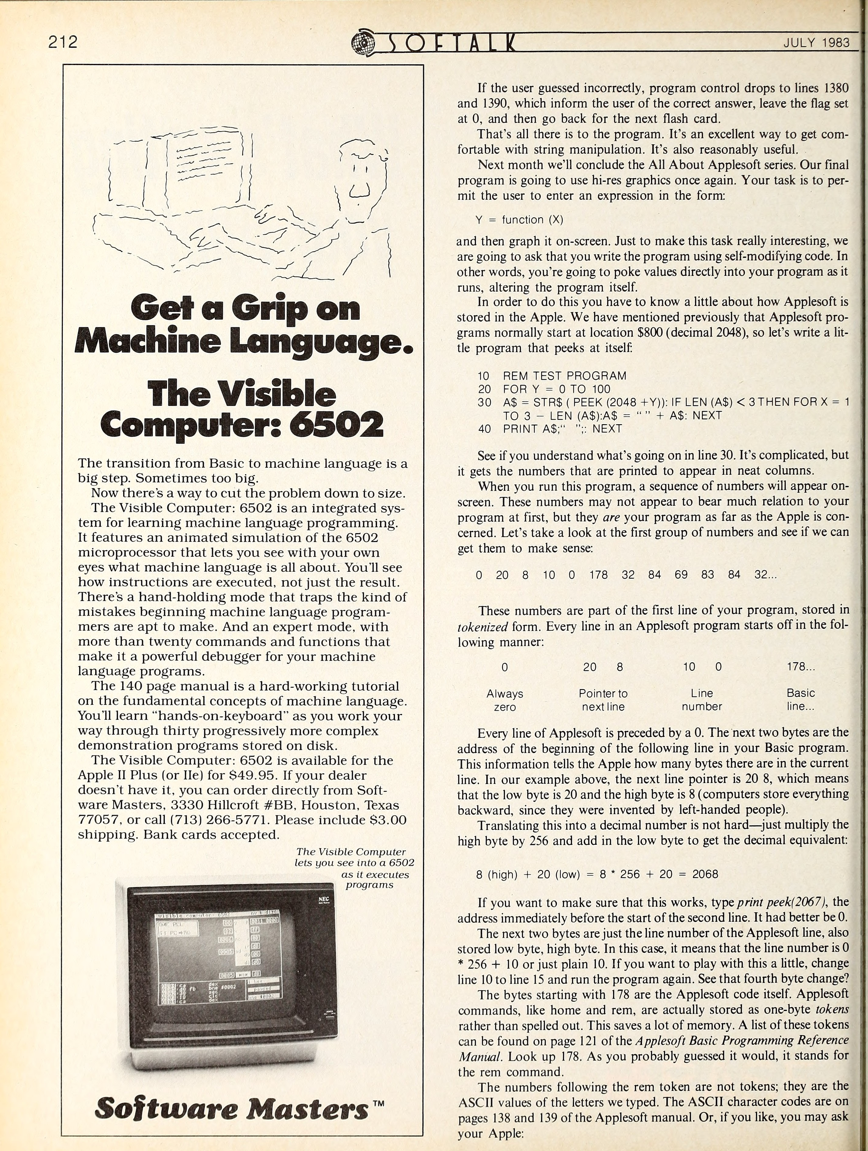 212
SOFTALK
JULY 1983
Get a Grip on
Machine Language.
The Visible
Computer: 6502
The transition from Basic to machine language is a
big step. Sometimes too big.
Now there's a way to cut the problem down to size.
The Visible Computer: 6502 is an integrated sys-
tem for learning machine language programming.
It features an animated simulation of the 6502
microprocessor that lets you see with your own
eyes what machine language is all about. You'll see
how instructions are executed, not just the result.
There's a hand-holding mode that traps the kind of
mistakes beginning machine language program-
mers are apt to make. And an expert mode, with
more than twenty commands and functions that
make it a powerful debugger for your machine
language programs.
The 140 page manual is a hard-working tutorial
on the fundamental concepts of machine language.
You'll learn "hands-on-keyboard" as you work your
way through thirty progressively more complex
demonstration programs stored on disk.
The Visible Computer: 6502 is available for the
Apple II Plus (or IIe) for $49.95. If your dealer
doesn't have it, you can order directly from Soft-
ware Masters, 3330 Hillcroft #BB, Houston, Texas
77057, or call (713) 266-5771. Please include $3.00
shipping. Bank cards accepted.
The Visible Computer
lets you see into a 6502
as it executes
programs
NEC
Software Masters™
If the user guessed incorrectly, program control drops to lines 1380
and 1390, which inform the user of the correct answer, leave the flag set
at 0, and then go back for the next flash card.
That's all there is to the program. It's an excellent way to get com-
fortable with string manipulation. It's also reasonably useful.
Next month we'll conclude the All About Applesoft series. Our final
program is going to use hi-res graphics once again. Your task is to per-
mit the user to enter an expression in the form:
Y = function (X)
and then graph it on-screen. Just to make this task really interesting, we
are going to ask that you write the program using self-modifying code. In
other words, you're going to poke values directly into your program as it
runs, altering the program itself.
In order to do this you have to know a little about how Applesoft is
stored in the Apple. We have mentioned previously that Applesoft pro-
grams normally start at location $800 (decimal 2048), so let's write a lit-
tle program that peeks at itself:
10 REM TEST PROGRAM
20 FOR Y = 0 TO 100
30 A$ = STR$ ( PEEK (2048 +Y)): IF LEN (A$) < 3 THEN FOR X = 1
TO 3 – LEN (A$):A$ = " " + A$: NEXT
40 PRINT A$;" ";: NEXT
See if you understand what's going on in line 30. It's complicated, but
it gets the numbers that are printed to appear in neat columns.
When you run this program, a sequence of numbers will appear on-
screen. These numbers may not appear to bear much relation to your
program at first, but they are your program as far as the Apple is con-
cerned. Let's take a look at the first group of numbers and see if we can
get them to make sense:
0 20 8 10 0 178 32 84 69 83 84 32...
These numbers are part of the first line of your program, stored in
tokenized form. Every line in an Applesoft program starts off in the fol-
lowing manner:
0 20 8 10 0 178...
Always Pointer to Line Basic
zero next line number line...
Every line of Applesoft is preceded by a 0. The next two bytes are the
address of the beginning of the following line in your Basic program.
This information tells the Apple how many bytes there are in the current
line. In our example above, the next line pointer is 20 8, which means
that the low byte is 20 and the high byte is 8 (computers store everything
backward, since they were invented by left-handed people).
Translating this into a decimal number is not hard—just multiply the
high byte by 256 and add in the low byte to get the decimal equivalent:
8 (high) + 20 (low) = 8 * 256 + 20 = 2068
If you want to make sure that this works, type print peek(2067), the
address immediately before the start of the second line. It had better be 0.
The next two bytes are just the line number of the Applesoft line, also
stored low byte, high byte. In this case, it means that the line number is 0
* 256 + 10 or just plain 10. If you want to play with this a little, change
line 10 to line 15 and run the program again. See that fourth byte change?
The bytes starting with 178 are the Applesoft code itself. Applesoft
commands, like home and rem, are actually stored as one-byte tokens
rather than spelled out. This saves a lot of memory. A list of these tokens
can be found on page 121 of the Applesoft Basic Programming Reference
Manual. Look up 178. As you probably guessed it would, it stands for
the rem command.
The numbers following the rem token are not tokens; they are the
ASCII values of the letters we typed. The ASCII character codes are on
pages 138 and 139 of the Applesoft manual. Or, if you like, you may ask
your Apple: